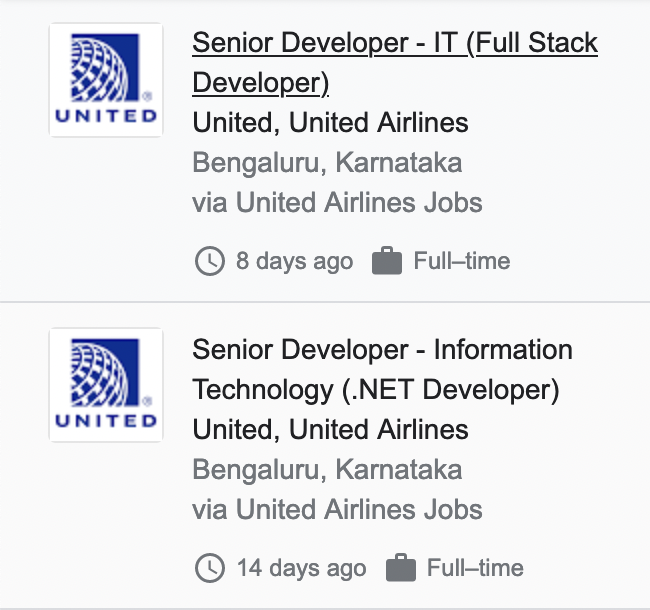 UNITED
Senior Developer - IT (Full Stack
Developer)
United, United Airlines
Bengaluru, Karnataka
via United Airlines Jobs
8 days ago Full–time
UNITED
Senior Developer - Information
Technology (.NET Developer)
United, United Airlines
Bengaluru, Karnataka
via United Airlines Jobs
14 days ago Full–time